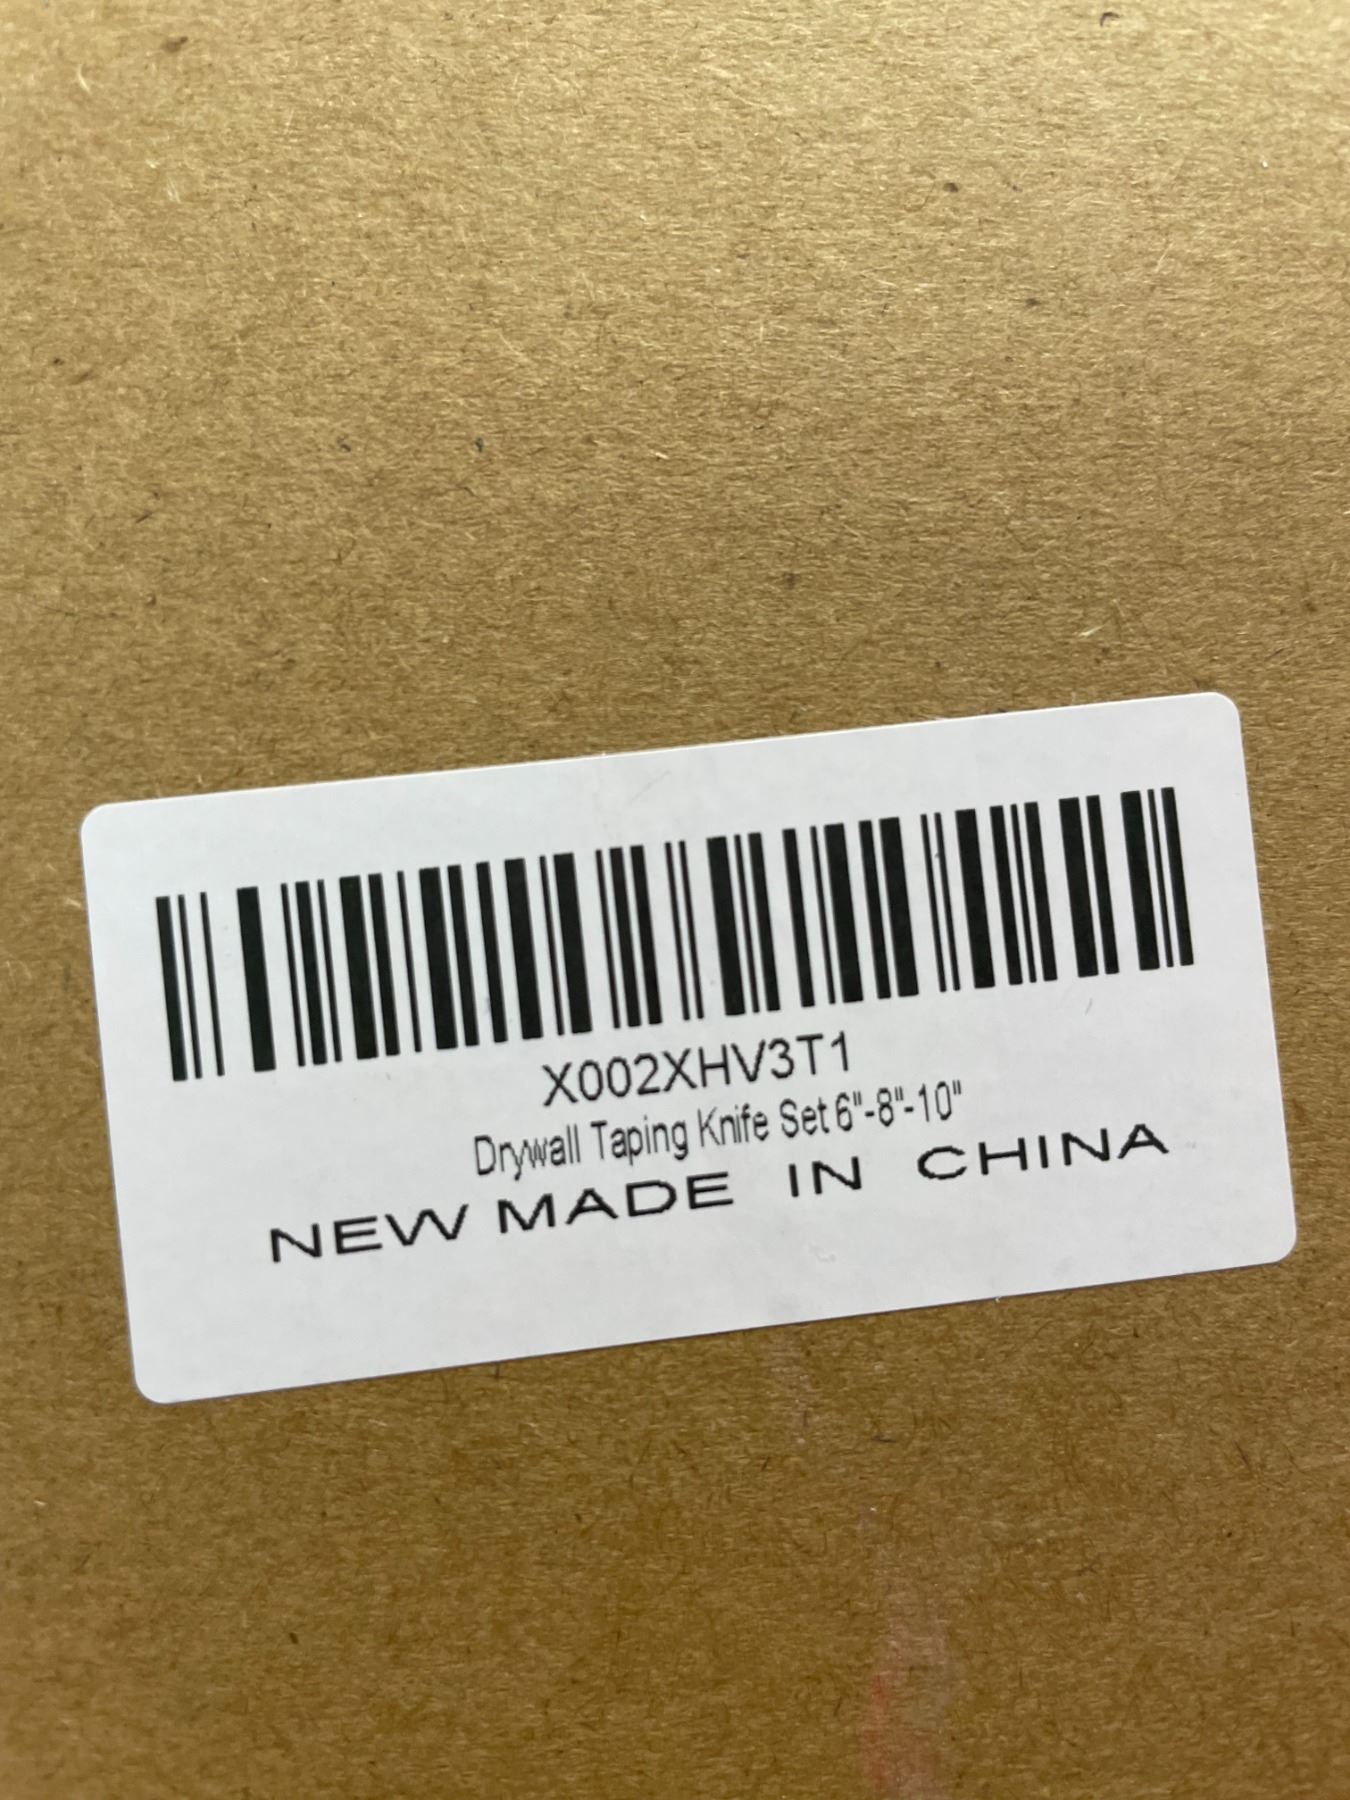 X002XHV3T1
Drywall Taping Knife Set 6"-8"-10"
NEW MADE IN CHINA